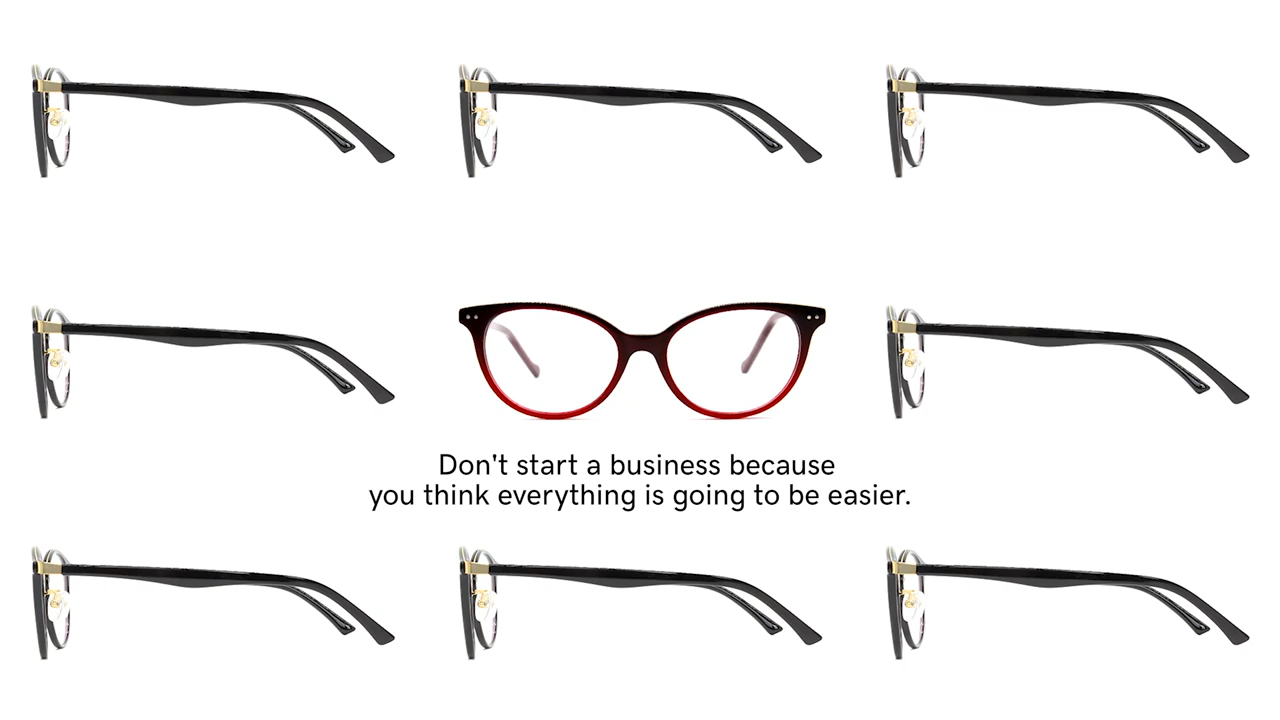 Don't start a business because
you think everything is going to be easier.